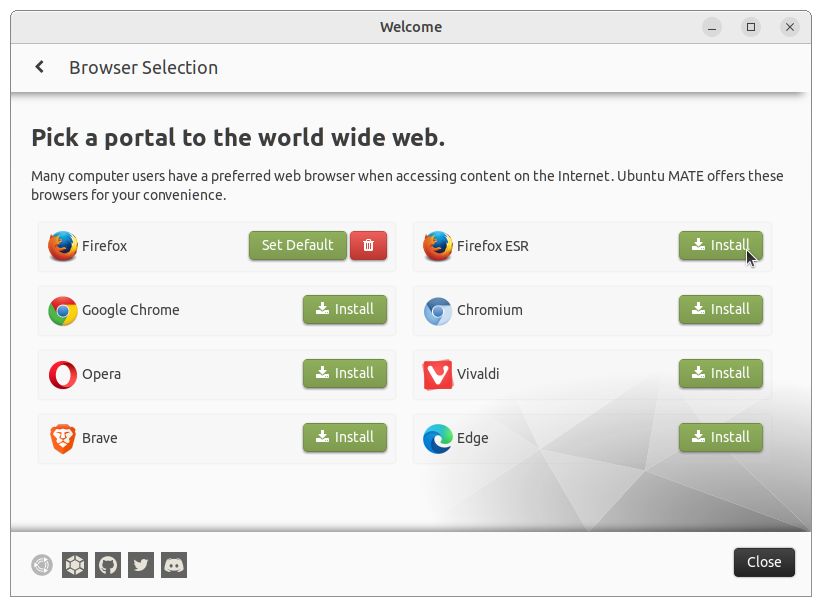 Welcome
Browser Selection
Pick a portal to the world wide web.
Many computer users have a preferred web browser when accessing content on the Internet. Ubuntu MATE offers these
browsers for your convenience.
Firefox Set Default
Firefox ESR Install
Google Chrome Install
Chromium Install
Opera Install
Vivaldi Install
Brave Install
Edge Install
Close